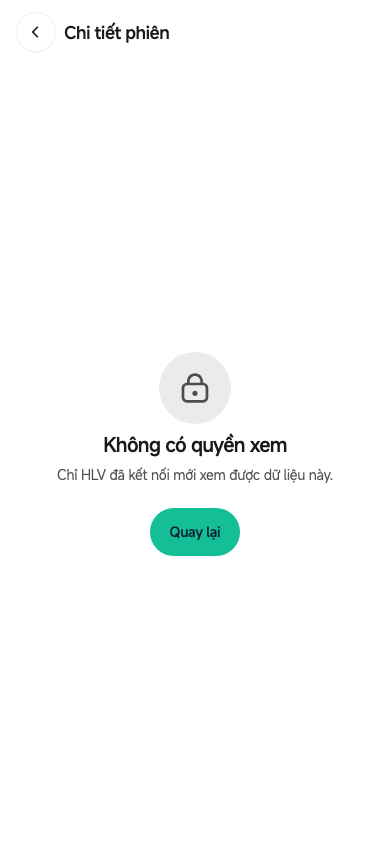 Chi tiết phiên
Không có quyền xem
Chỉ HLV đã kết nối mới xem được dữ liệu này.
Quay lại